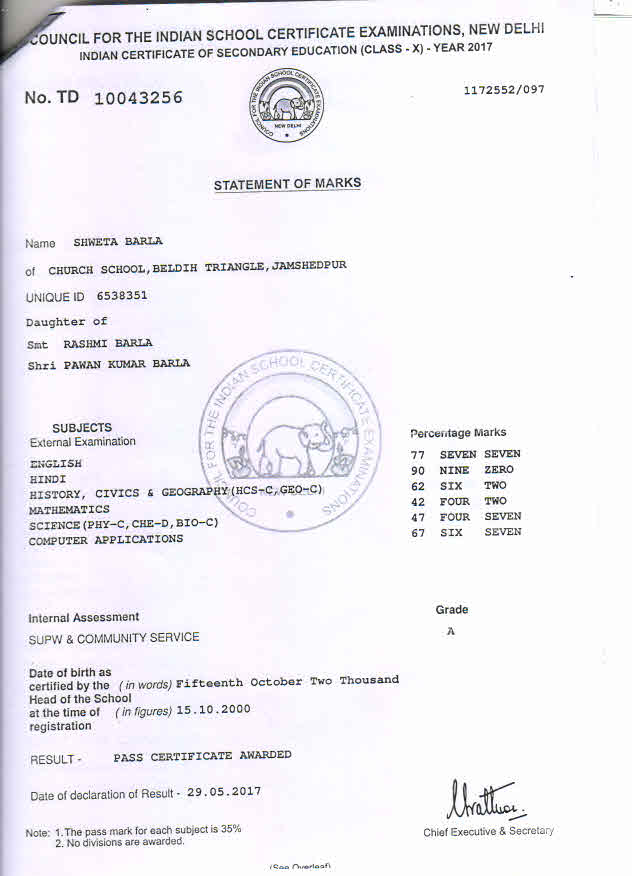 COUNCIL FOR THE INDIAN SCHOOL CERTIFICATE EXAMINATIONS, NEW DELHI
INDIAN CERTIFICATE OF SECONDARY EDUCATION (CLASS - X) - YEAR 2017
No. TD 10043256
1172552/097
COUNCIL FOR THE INDIAN SCHOOL CERTIFICATE EXAMINATIONS
NEW DELHI
STATEMENT OF MARKS
Name SHWETA BARLA
of CHURCH SCHOOL,BELDIH TRIANGLE,JAMSHEDPUR
UNIQUE ID 6538351
Daughter of
Smt RASHMI BARLA
Shri PAWAN KUMAR BARLA
COUNCIL FOR THE INDIAN SCHOOL CERTIFICATE EXAMINATIONS
SUBJECTS Percentage Marks
External Examination
ENGLISH 77 SEVEN SEVEN
HINDI 90 NINE ZERO
HISTORY, CIVICS & GEOGRAPHY(HCS-C,GEO-C) 62 SIX TWO
MATHEMATICS 42 FOUR TWO
SCIENCE(PHY-C,CHE-D,BIO-C) 47 FOUR SEVEN
COMPUTER APPLICATIONS 67 SIX SEVEN
Internal Assessment Grade
SUPW & COMMUNITY SERVICE A
Date of birth as
certified by the (in words) Fifteenth October Two Thousand
Head of the School
at the time of (in figures) 15.10.2000
registration
RESULT - PASS CERTIFICATE AWARDED
Date of declaration of Result - 29.05.2017
Note: 1.The pass mark for each subject is 35%
2. No divisions are awarded.
Chief Executive & Secretary
(See Overleaf)